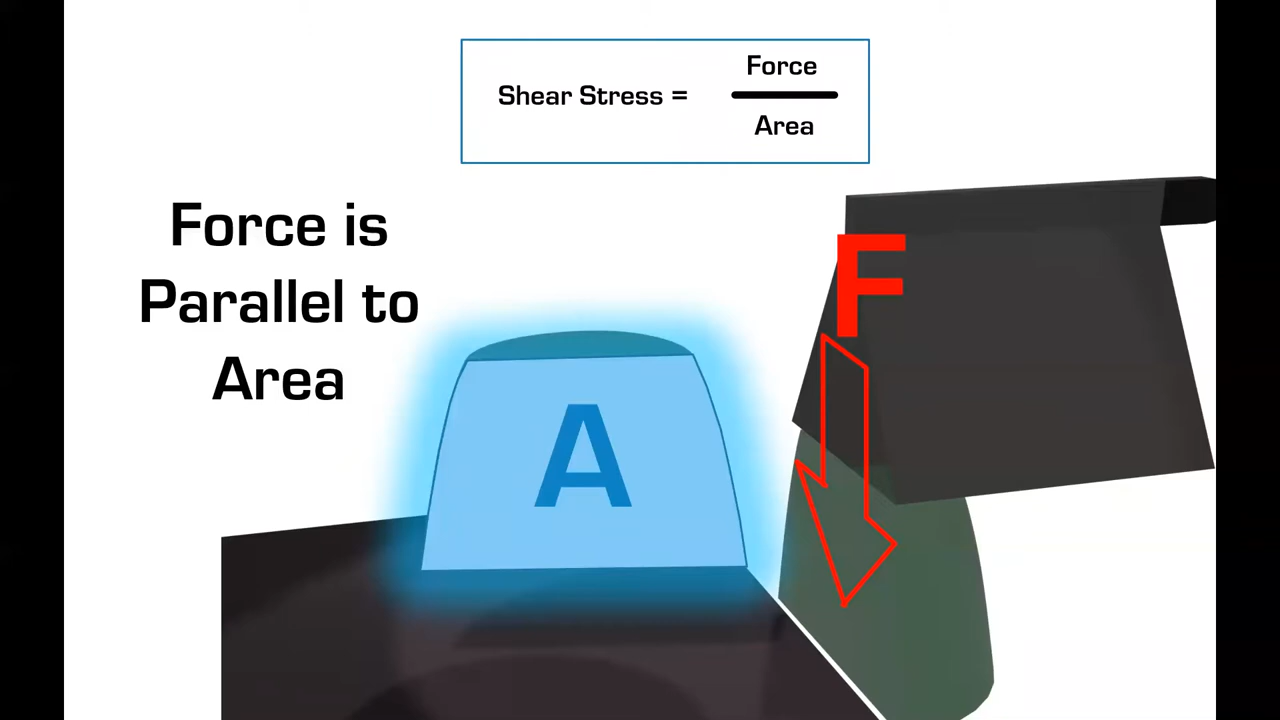 Force
Shear Stress =
Area
Force is
Parallel to
Area
F
A